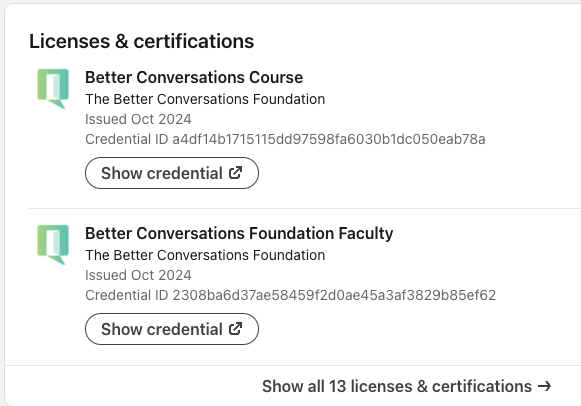 Licenses & certifications
Better Conversations Course
The Better Conversations Foundation
Issued Oct 2024
Credential ID a4df14b1715115dd97598fa6030b1dc050eab78a
Show credential
Better Conversations Foundation Faculty
The Better Conversations Foundation
Issued Oct 2024
Credential ID 2308ba6d37ae58459f2d0ae45a3af3829b85ef62
Show credential
Show all 13 licenses & certifications →